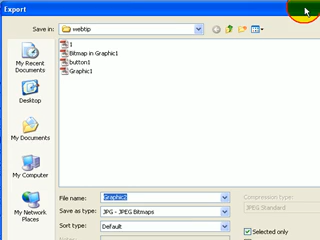 Export
Save in: webtip
1
Bitmap in Graphic1
button1
Graphic1
My Recent
Documents
Desktop
My Documents
My Computer
My Network
Places
File name: Graphic2
Compression type:
Save as type: JPG - JPEG Bitmaps
JPEG Standard
Sort type: Default
Selected only